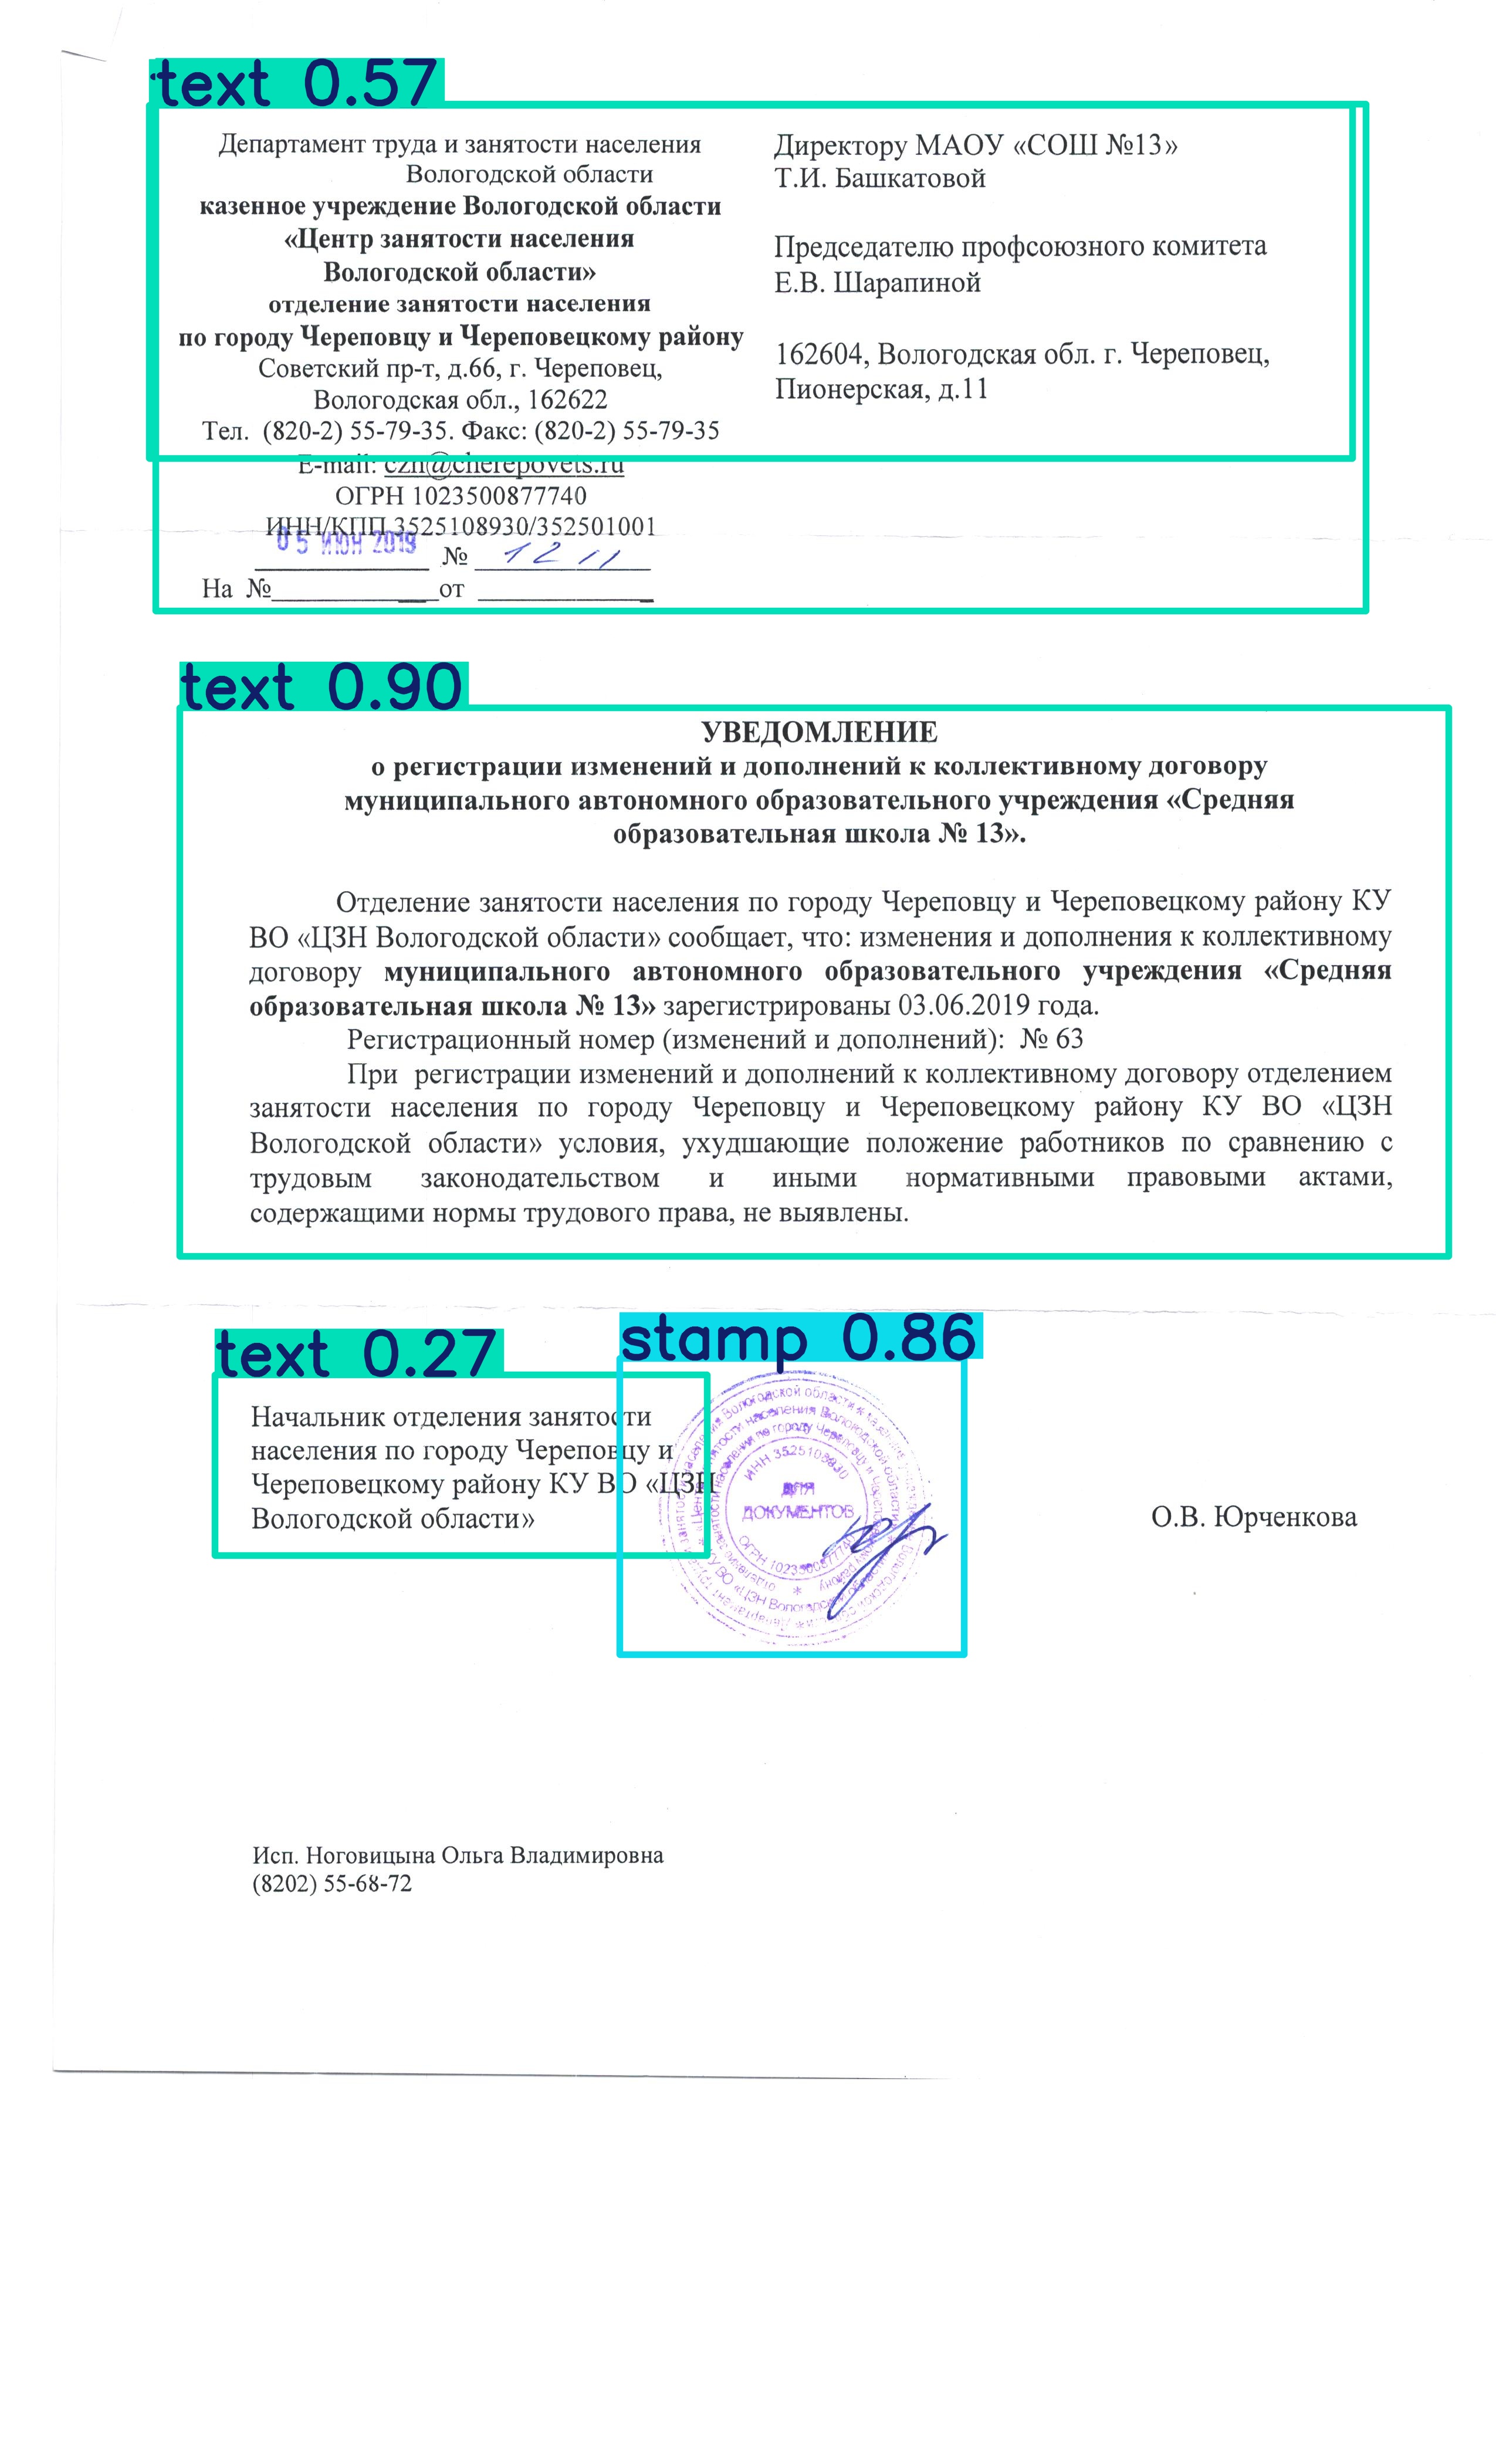 text 0.57
Департамент труда и занятости населения
Вологодской области
казенное учреждение Вологодской области
«Центр занятости населения
Вологодской области»
отделение занятости населения
по городу Череповцу и Череповецкому району
Советский пр-т, д.66, г. Череповец,
Вологодская обл., 162622
Тел. (820-2) 55-79-35. Факс: (820-2) 55-79-35
E-mail: czn@cherepovets.ru
ОГРН 1023500877740
ИНН/КПП 3525108930/352501001
05 ИЮН 2019 № 1211
На №____________от ____________
Директору МАОУ «СОШ №13»
Т.И. Башкатовой
Председателю профсоюзного комитета
Е.В. Шарапиной
162604, Вологодская обл. г. Череповец,
Пионерская, д.11
text 0.90
УВЕДОМЛЕНИЕ
о регистрации изменений и дополнений к коллективному договору
муниципального автономного образовательного учреждения «Средняя
образовательная школа № 13».
Отделение занятости населения по городу Череповцу и Череповецкому району КУ
ВО «ЦЗН Вологодской области» сообщает, что: изменения и дополнения к коллективному
договору муниципального автономного образовательного учреждения «Средняя
образовательная школа № 13» зарегистрированы 03.06.2019 года.
Регистрационный номер (изменений и дополнений): № 63
При регистрации изменений и дополнений к коллективному договору отделением
занятости населения по городу Череповцу и Череповецкому району КУ ВО «ЦЗН
Вологодской области» условия, ухудшающие положение работников по сравнению с
трудовым законодательством и иными нормативными правовыми актами,
содержащими нормы трудового права, не выявлены.
text 0.27
Начальник отделения занятости
населения по городу Череповцу и
Череповецкому району КУ ВО «ЦЗН
Вологодской области»
stamp 0.86
ИНН 3525108930
ДЛЯ
ДОКУМЕНТОВ
ОГРН 1023500877740
О.В. Юрченкова
Исп. Ноговицына Ольга Владимировна
(8202) 55-68-72